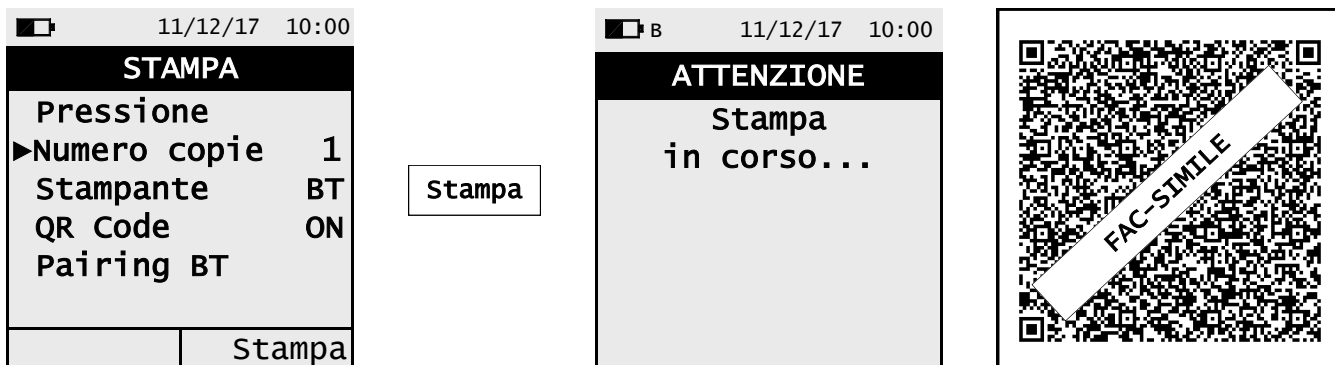 11/12/17 10:00
STAMPA
Pressione
►Numero copie 1
Stampante BT
QR Code ON
Pairing BT
Stampa
Stampa
B 11/12/17 10:00
ATTENZIONE
Stampa
in corso...
FAC-SIMILE